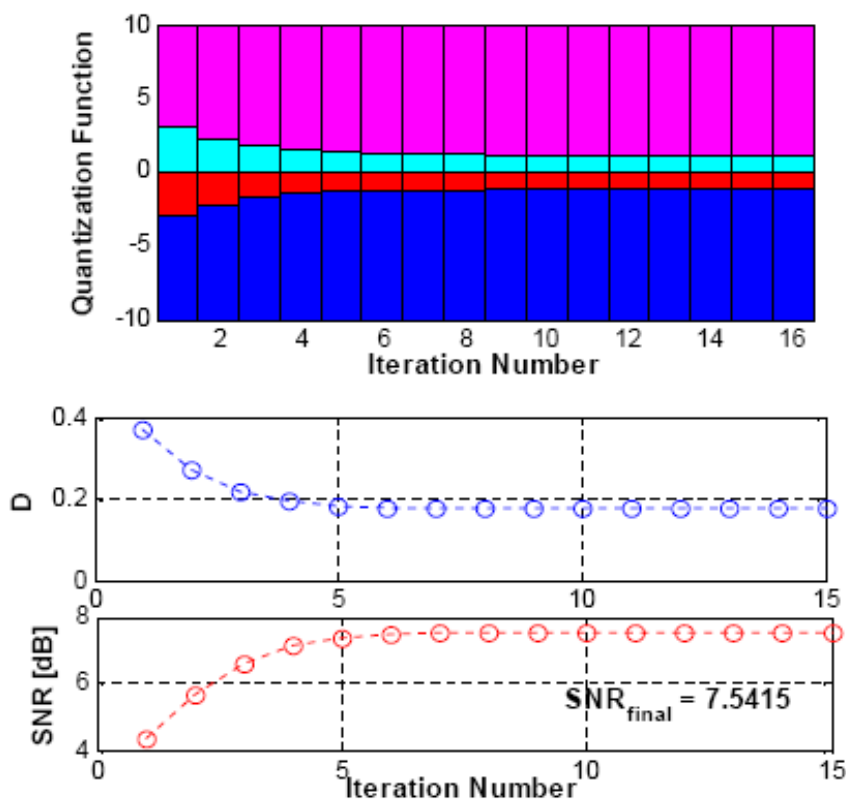 Quantization Function
10
5
0
-5
-10
2 4 6 8 10 12 14 16
Iteration Number
D
0.4
0.2
0
0 5 10 15
SNR [dB]
8
6
4
SNRfinal = 7.5415
0 5 10 15
Iteration Number